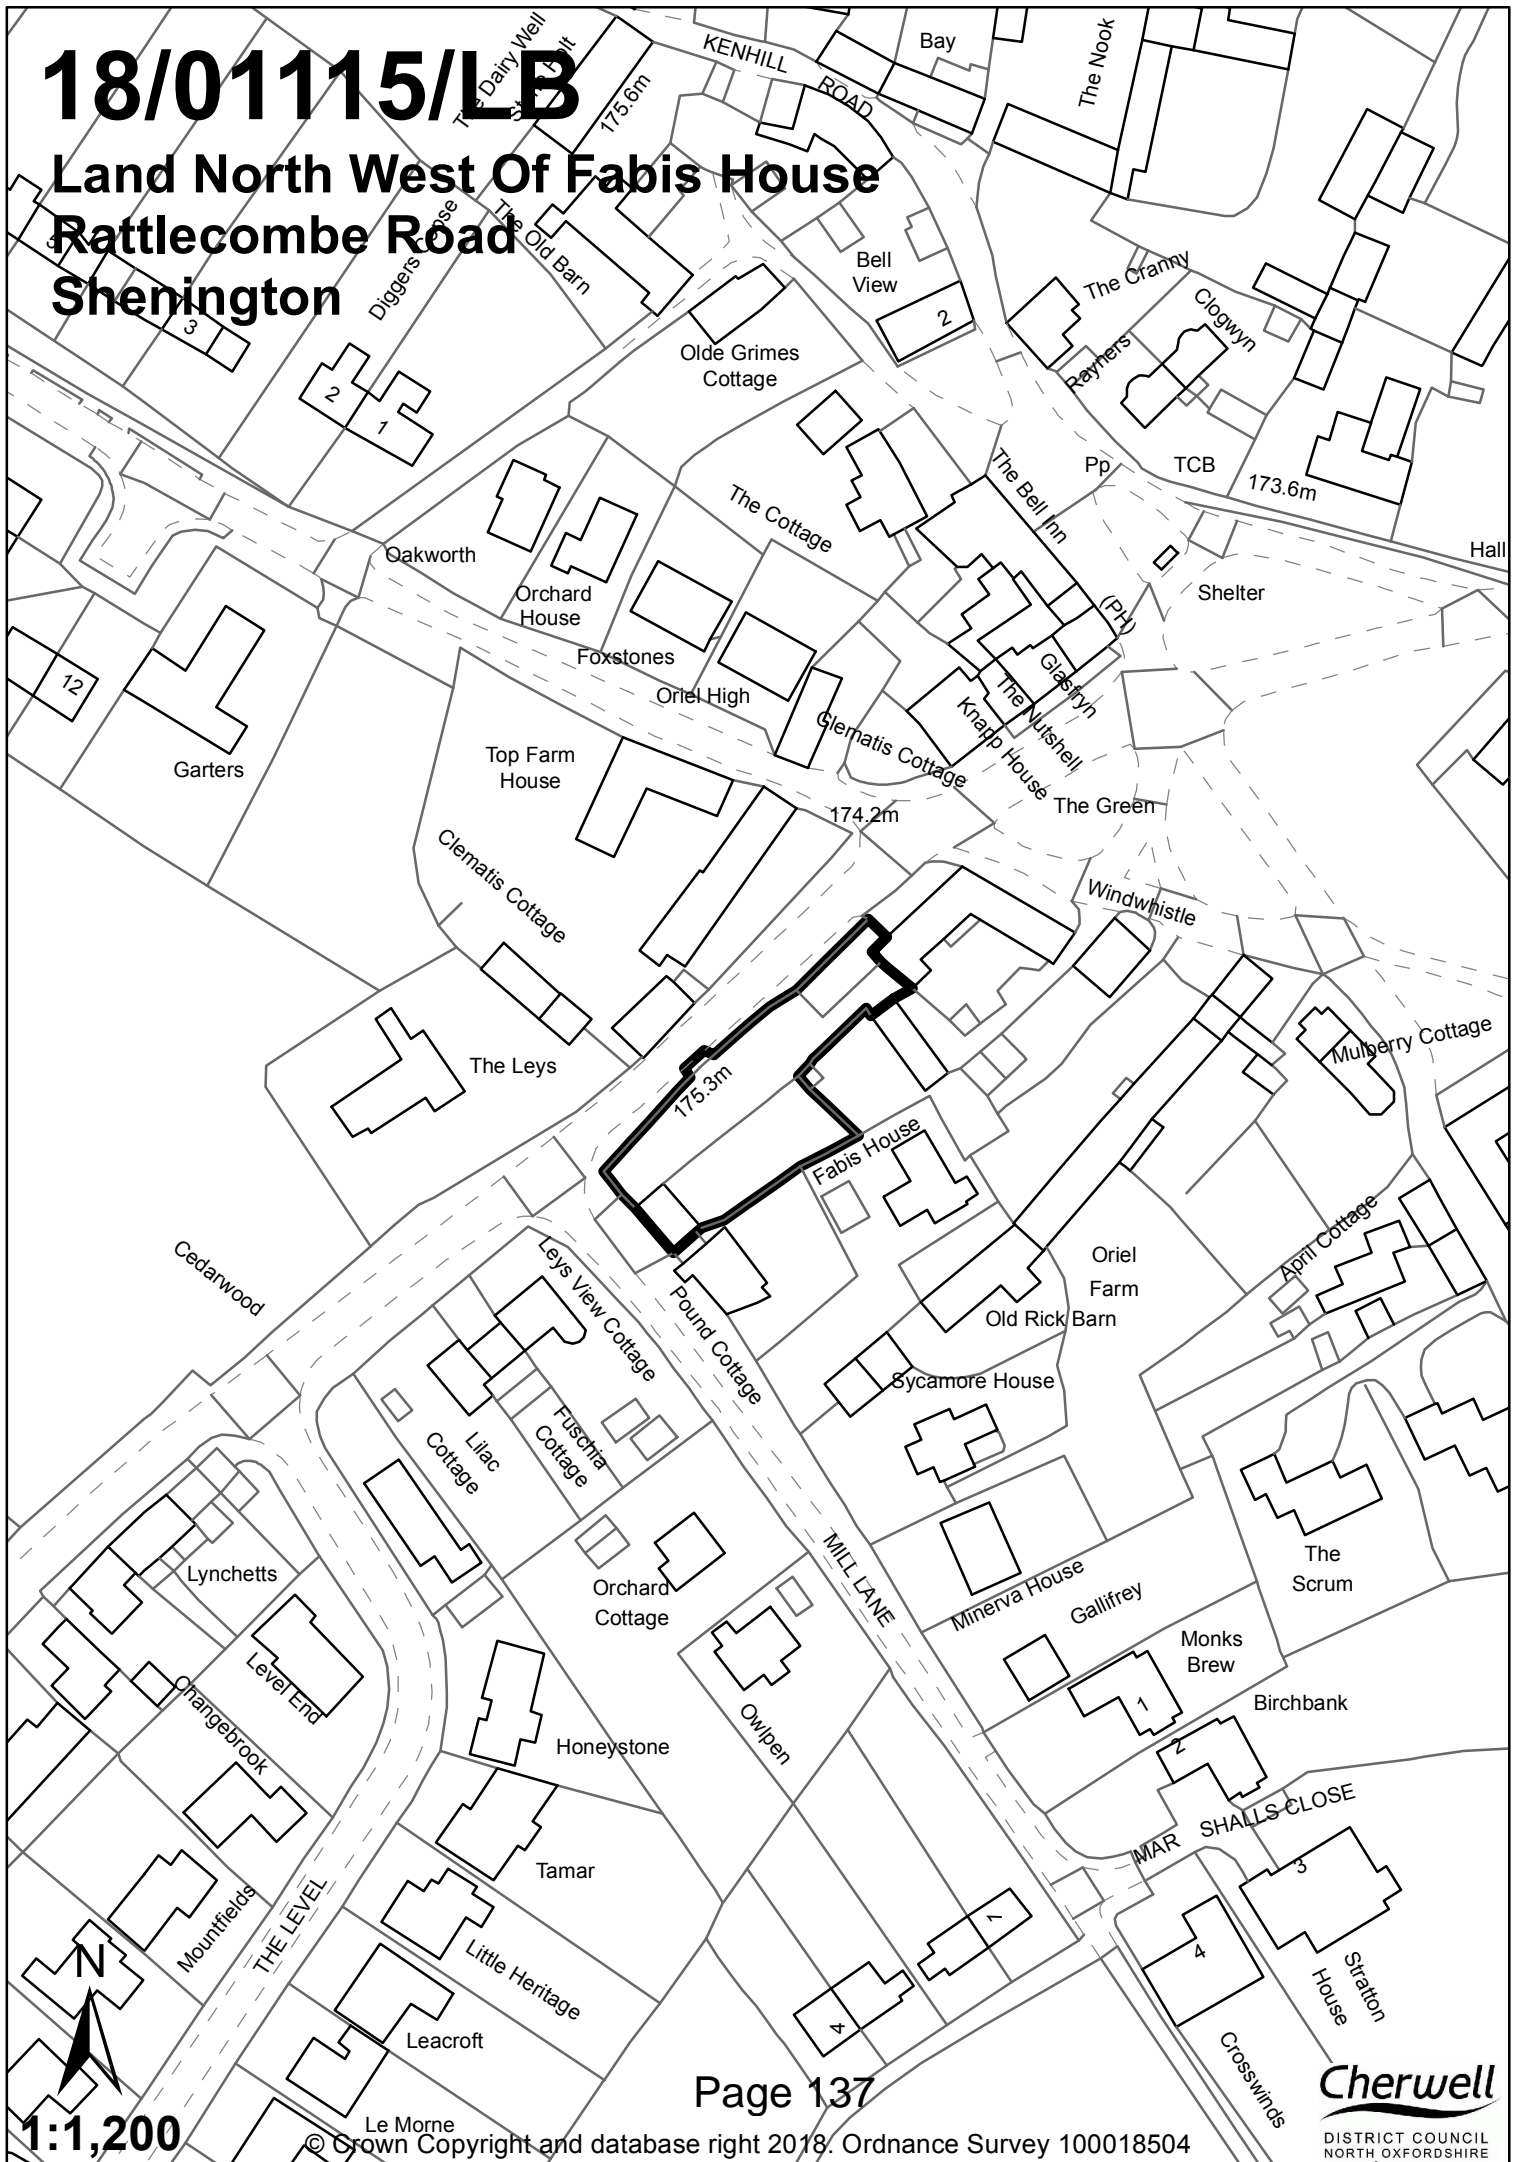 18/01115/LB
Land North West Of Fabis House
Rattlecombe Road
Shenington
The Dairy Well
175.6m
KENHILL
ROAD
Bay
The Nook
5
3
Diggers Copse
The Old Barn
2
1
Olde Grimes
Cottage
Bell
View
2
The Cranny
Rayners
Clogwyn
Pp
TCB
173.6m
Hall
The Bell Inn
(PH)
Shelter
The Cottage
Oakworth
Orchard
House
Foxstones
Oriel High
12
Garters
Top Farm
House
Clematis Cottage
Glasfryn
The Nutshell
Knapp House
The Green
174.2m
Clematis Cottage
Windwhistle
The Leys
175.3m
Mulberry Cottage
Fabis House
Cedarwood
Leys View Cottage
Pound Cottage
Oriel
Farm
Old Rick Barn
April Cottage
Sycamore House
Lilac
Cottage
Fuschia
Cottage
Lynchetts
Orchard
Cottage
MILL LANE
Minerva House
Gallifrey
The
Scrum
Monks
Brew
1
Birchbank
2
Level End
Changebrook
Honeystone
Owlpen
MAR SHALLS CLOSE
3
Tamar
Mountfields
THE LEVEL
Little Heritage
7
4
4
Stratton
House
Crosswinds
Leacroft
Le Morne
N
1:1,200
Page 137
© Crown Copyright and database right 2018. Ordnance Survey 100018504
Cherwell
DISTRICT COUNCIL
NORTH OXFORDSHIRE